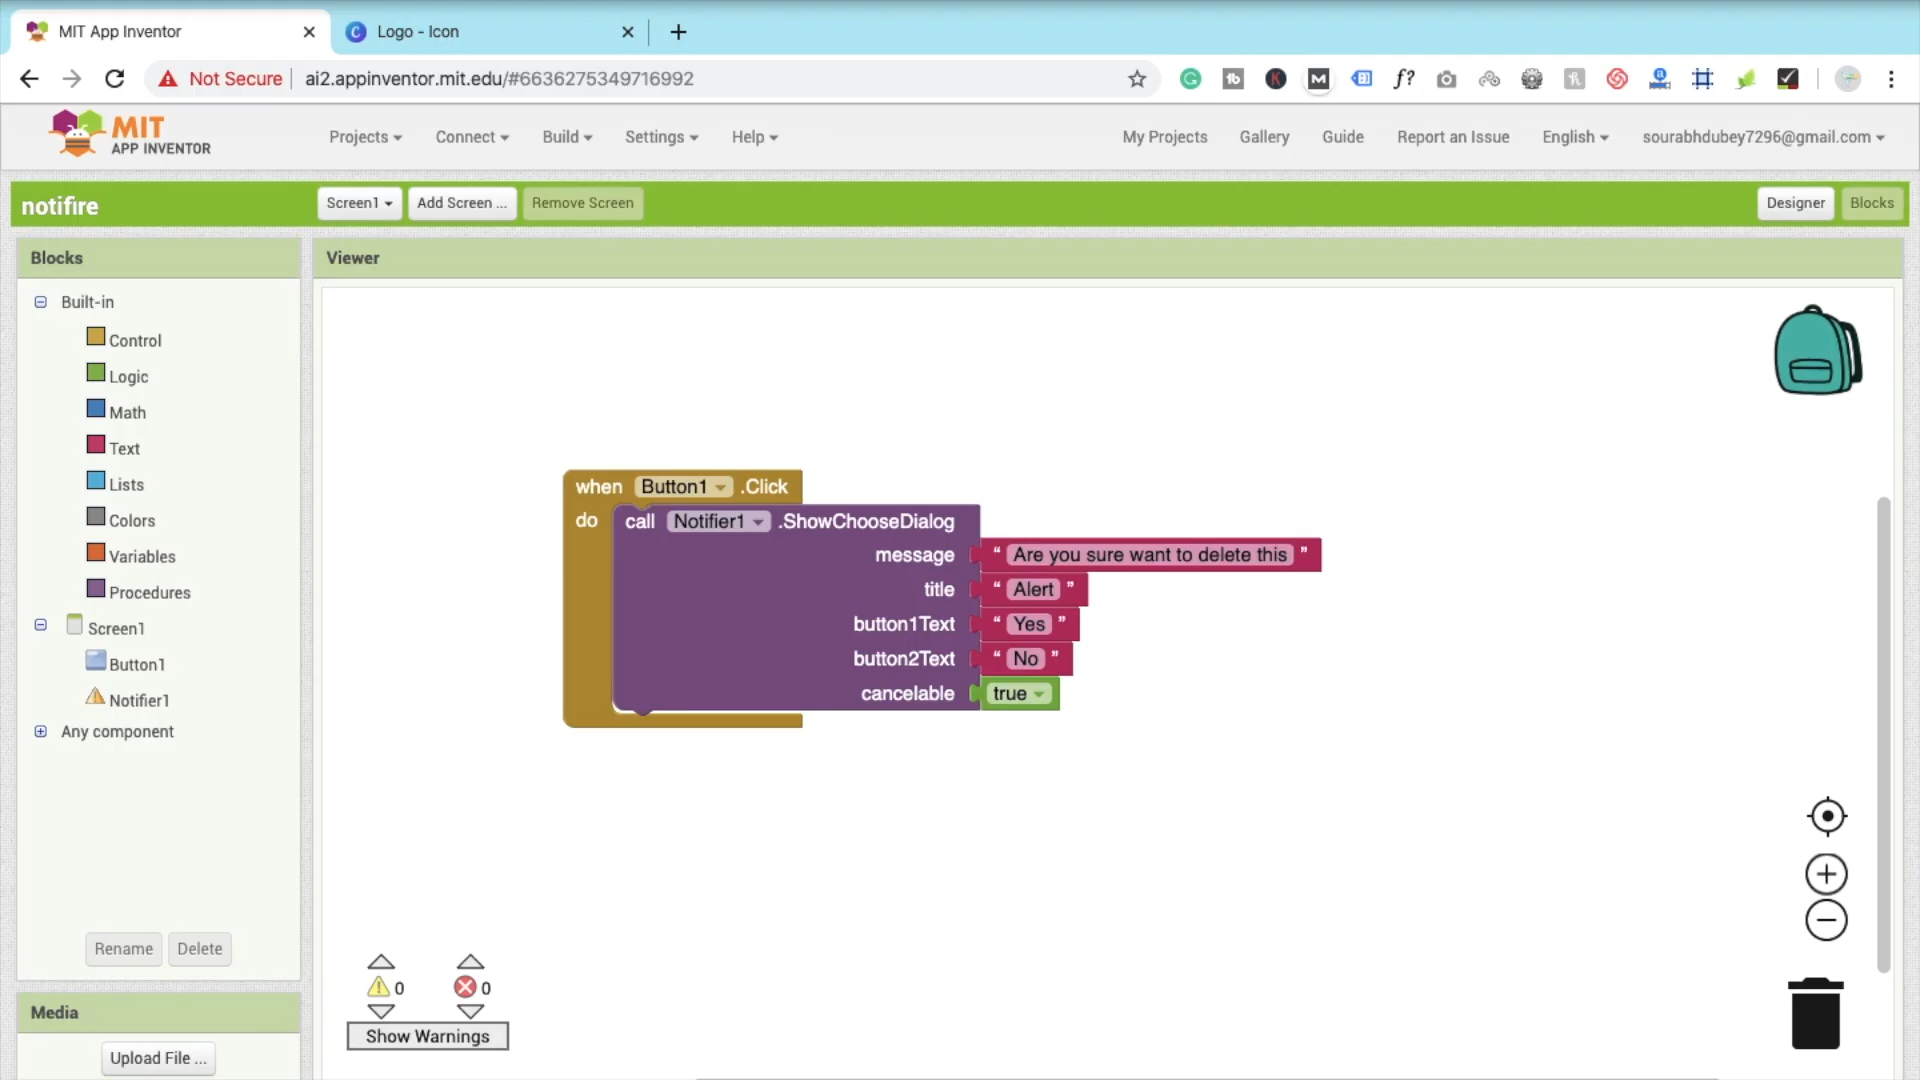 MIT App Inventor
Logo - Icon
Not Secure ai2.appinventor.mit.edu/#6636275349716992
MIT
APP INVENTOR
Projects Connect Build Settings Help My Projects Gallery Guide Report an Issue English sourabhdubey7296@gmail.com
notifire Screen1 Add Screen ... Remove Screen Designer Blocks
Blocks
Viewer
Built-in
Control
Logic
Math
Text
Lists
Colors
Variables
Procedures
Screen1
Button1
Notifier1
Any component
Rename Delete
Media
Upload File ...
when Button1 .Click
do call Notifier1 .ShowChooseDialog
message “ Are you sure want to delete this ”
title “ Alert ”
button1Text “ Yes ”
button2Text “ No ”
cancelable true
0 0
Show Warnings